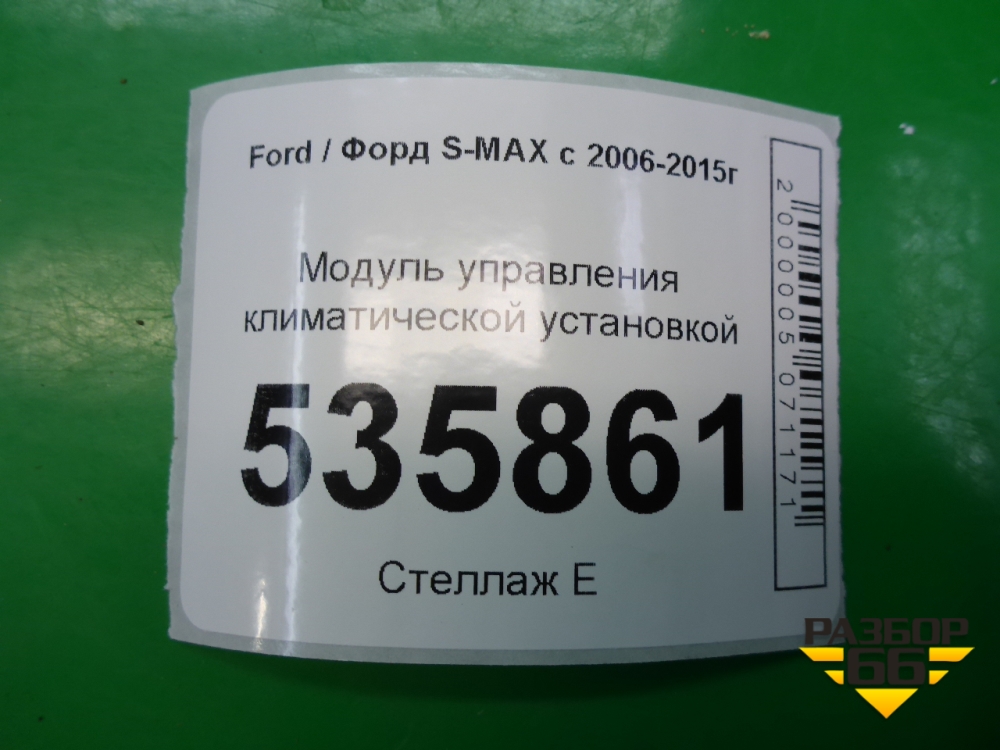 Ford / Форд S-MAX с 2006-2015г
Модуль управления
климатической установкой
535861
Стеллаж Е
2000005071171
РАЗБОР
66